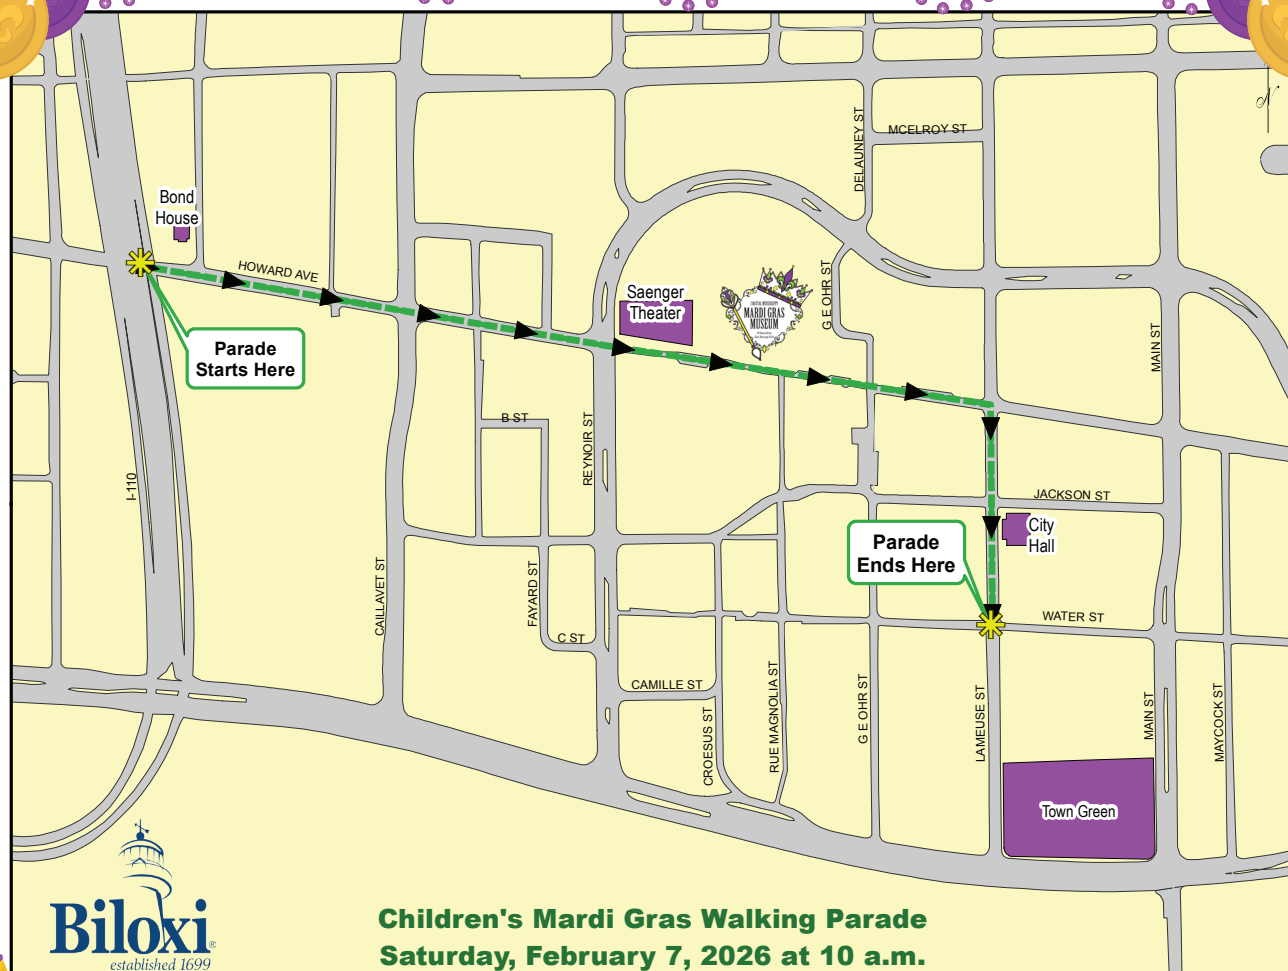 N
DELAUNEY ST
MCELROY ST
Bond
House
HOWARD AVE
Saenger
Theater
MARDI GRAS
MUSEUM
G E OHR ST
MAIN ST
Parade
Starts Here
B ST
REYNOIR ST
I-110
JACKSON ST
City
Hall
Parade
Ends Here
CAILLAVET ST
FAYARD ST
WATER ST
C ST
CAMILLE ST
CROESUS ST
RUE MAGNOLIA ST
G E OHR ST
LAMEUSE ST
MAIN ST
MAYCOCK ST
Town Green
Biloxi®
established 1699
Children's Mardi Gras Walking Parade
Saturday, February 7, 2026 at 10 a.m.